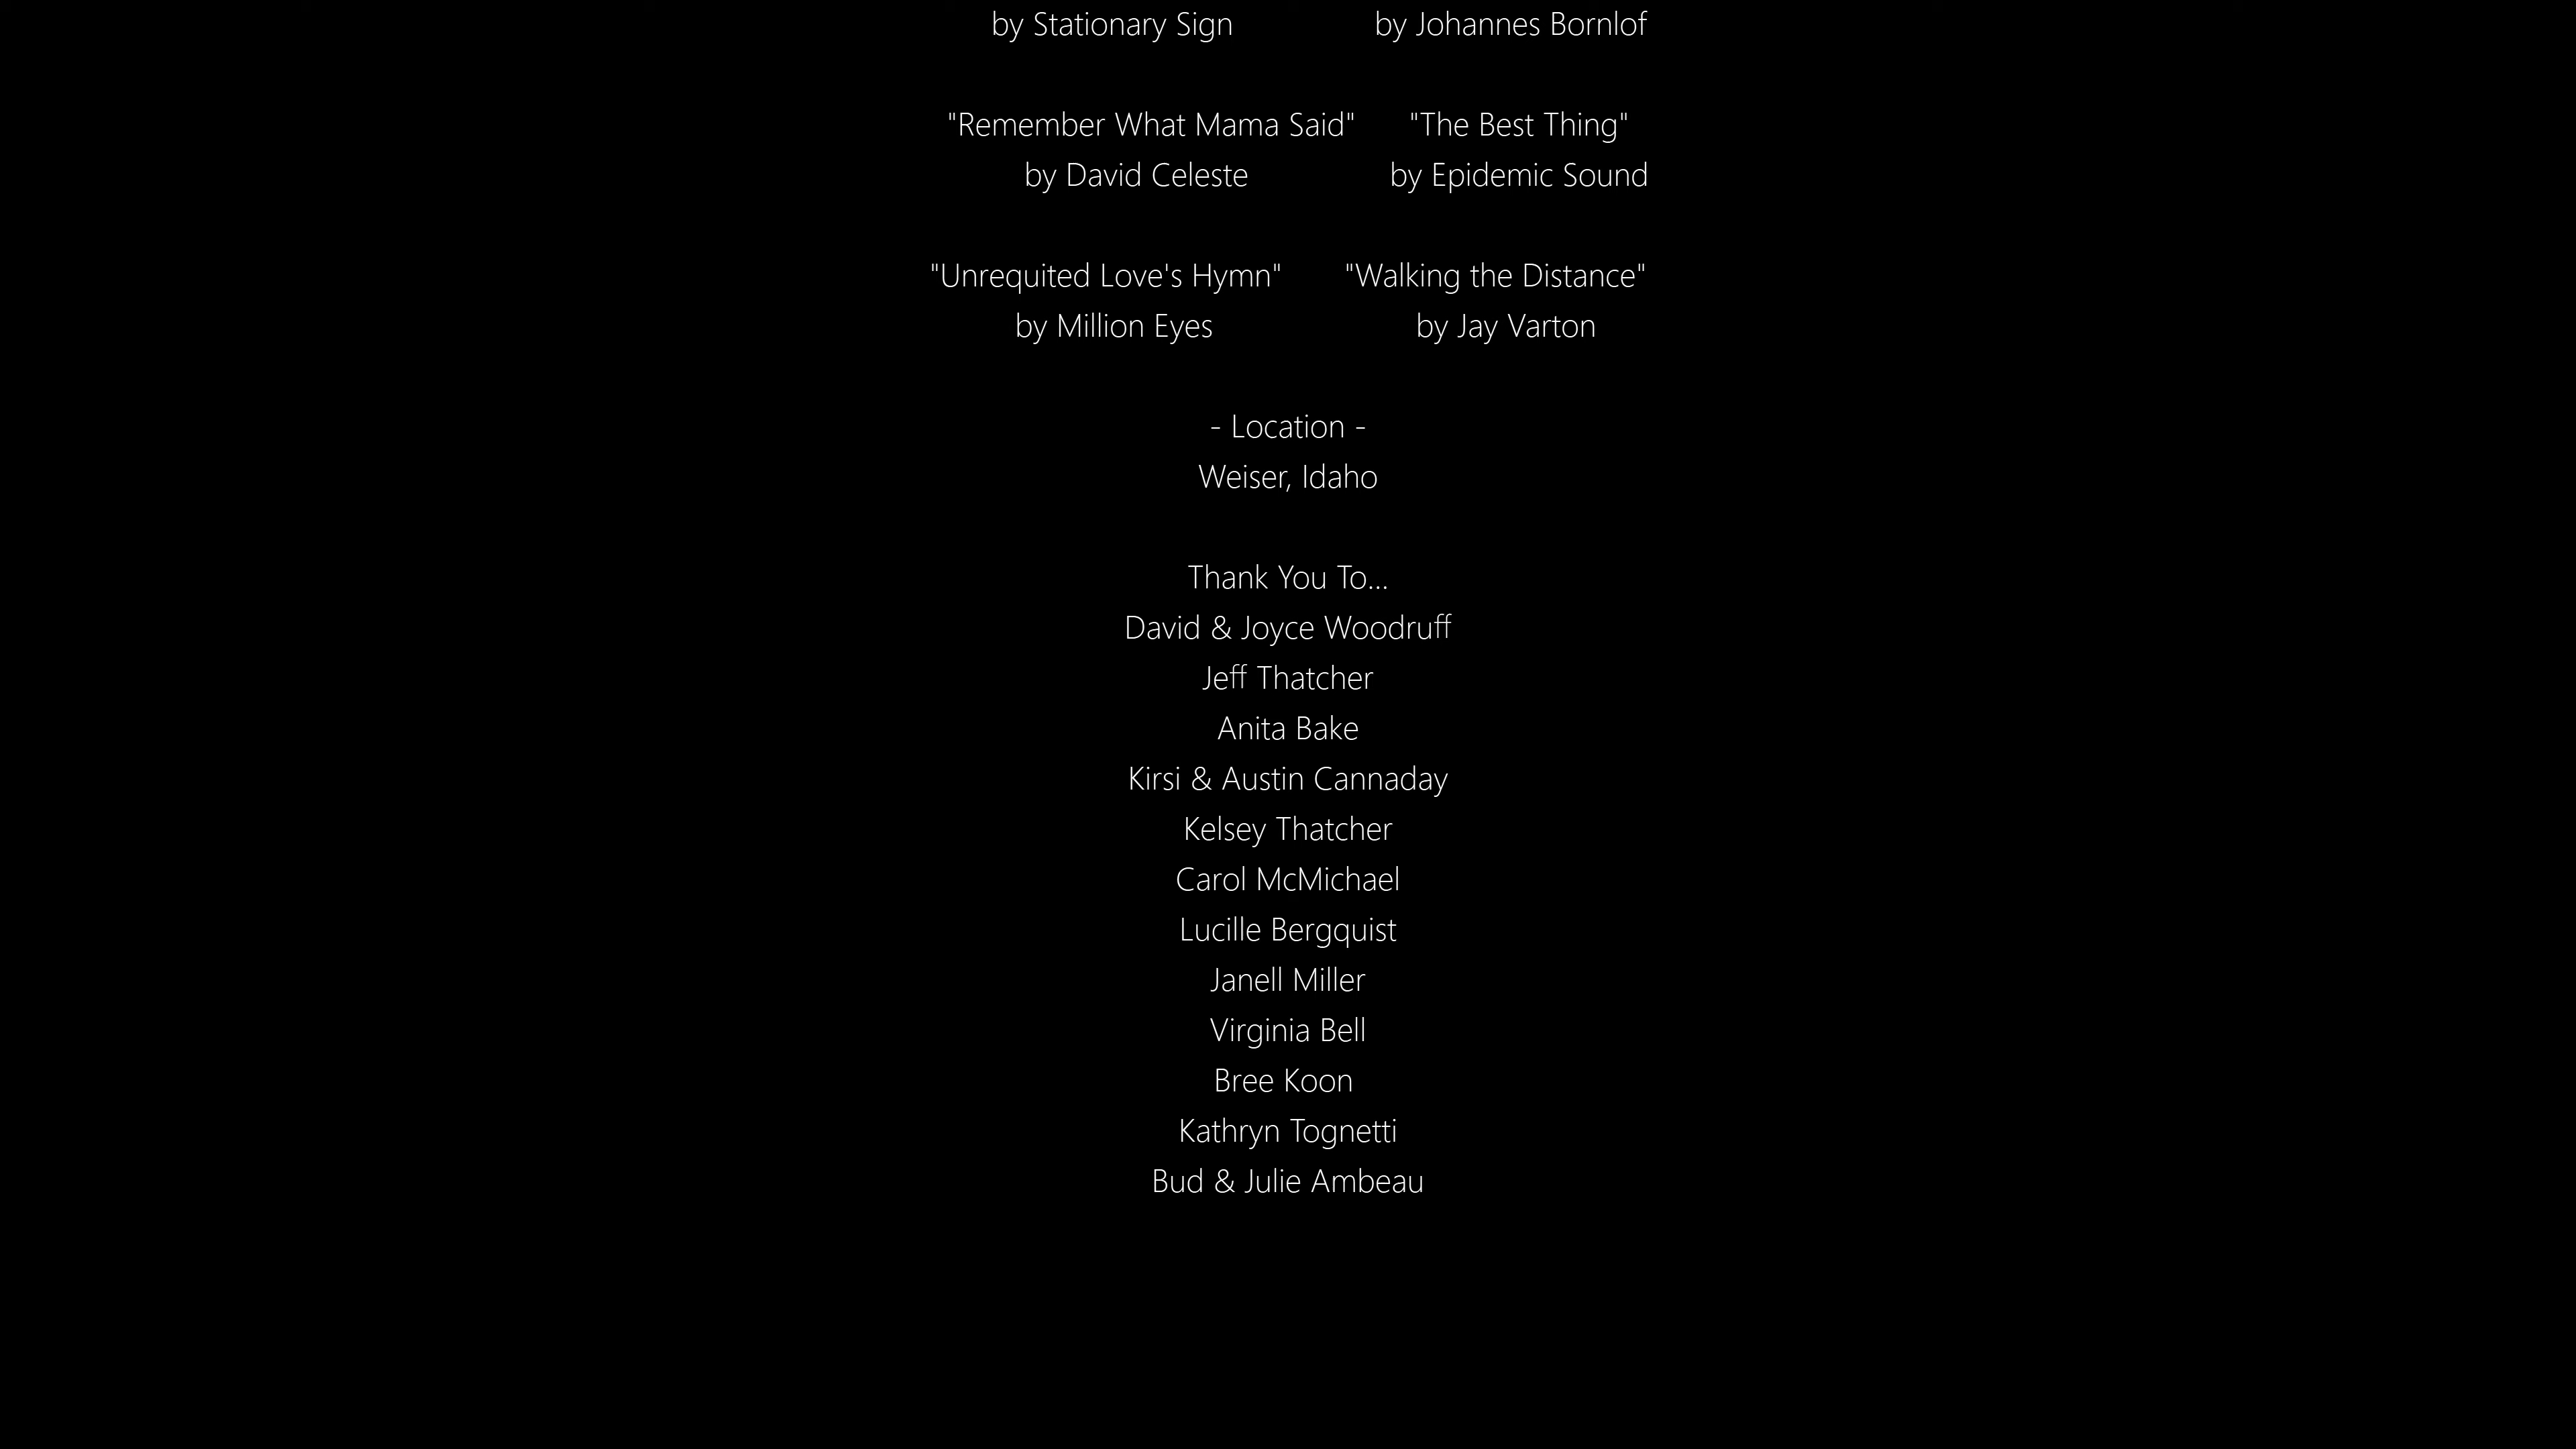 by Stationary Sign by Johannes Bornlof
"Remember What Mama Said" "The Best Thing"
by David Celeste by Epidemic Sound
"Unrequited Love's Hymn" "Walking the Distance"
by Million Eyes by Jay Varton
- Location -
Weiser, Idaho
Thank You To...
David & Joyce Woodruff
Jeff Thatcher
Anita Bake
Kirsi & Austin Cannaday
Kelsey Thatcher
Carol McMichael
Lucille Bergquist
Janell Miller
Virginia Bell
Bree Koon
Kathryn Tognetti
Bud & Julie Ambeau